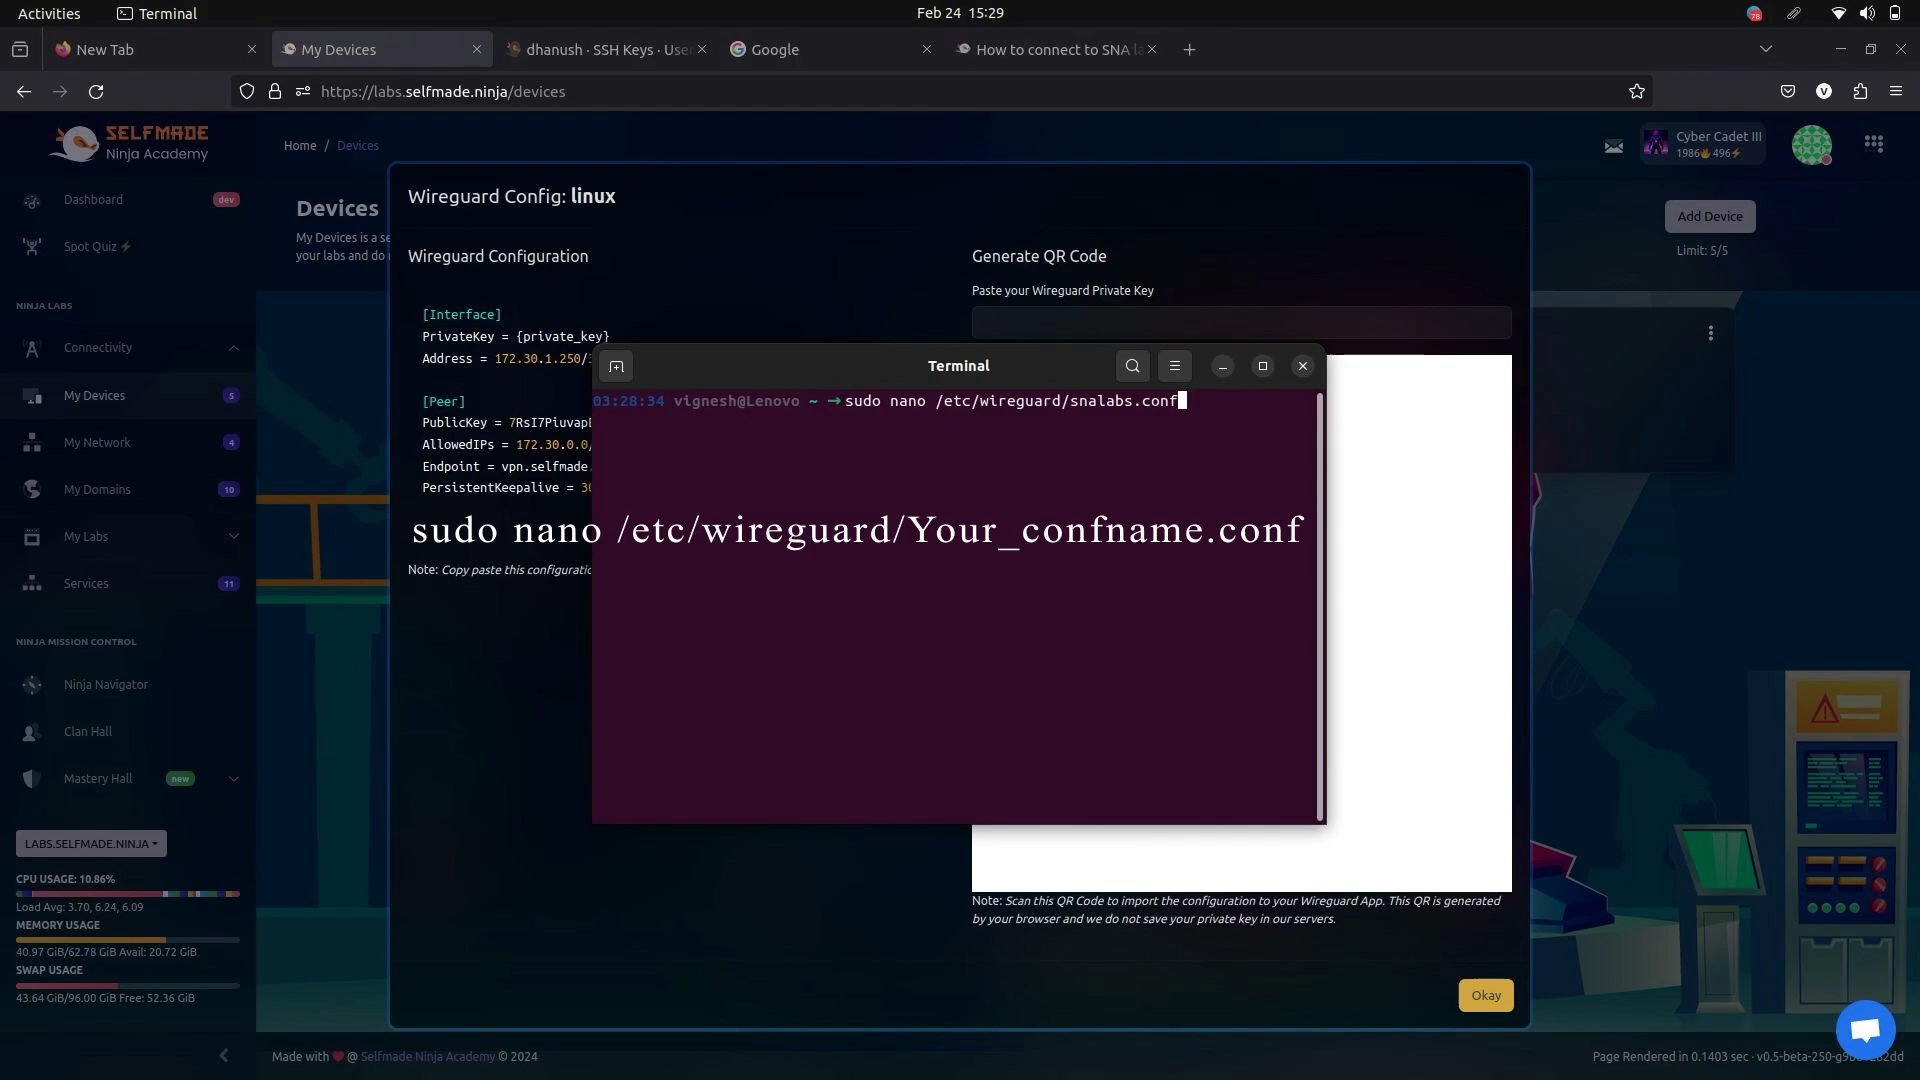 Activities
Terminal
Feb 24 15:29
78
New Tab
My Devices
dhanush · SSH Keys · Use
Google
How to connect to SNA la
https://labs.selfmade.ninja/devices
V
SELFMADE
Ninja Academy
Home / Devices
Cyber Cadet III
1986 496
Dashboard
dev
Spot Quiz
NINJA LABS
Connectivity
My Devices
5
My Network
4
My Domains
10
My Labs
Services
11
NINJA MISSION CONTROL
Ninja Navigator
Clan Hall
Mastery Hall
new
LABS.SELFMADE.NINJA
CPU USAGE: 10.86%
Load Avg: 3.70, 6.24, 6.09
MEMORY USAGE
40.97 GiB/62.78 GiB Avail: 20.72 GiB
SWAP USAGE
43.64 GiB/96.00 GiB Free: 52.36 GiB
Devices
My Devices is a se
your labs and do
Add Device
Limit: 5/5
Wireguard Config: linux
Wireguard Configuration
[Interface]
PrivateKey = {private_key}
Address = 172.30.1.250/
[Peer]
PublicKey = 7RsI7Piuvap
AllowedIPs = 172.30.0.0/
Endpoint = vpn.selfmade.
PersistentKeepalive = 30
Note: Copy paste this configuratio
Generate QR Code
Paste your Wireguard Private Key
Terminal
03:28:34 vignesh@Lenovo ~ →sudo nano /etc/wireguard/snalabs.conf
sudo nano /etc/wireguard/Your_confname.conf
Note: Scan this QR Code to import the configuration to your Wireguard App. This QR is generated
by your browser and we do not save your private key in our servers.
Okay
Made with ❤ @ Selfmade Ninja Academy © 2024
Page Rendered in 0.1403 sec · v0.5-beta-250-